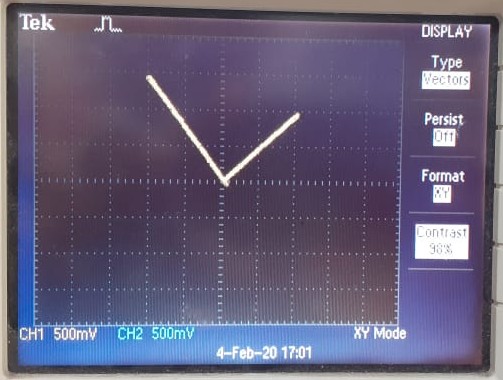 Tek
DISPLAY
Type
Vectors
Persist
Off
Format
XY
Contrast
98%
CH1 500mV CH2 500mV XY Mode
4-Feb-20 17:01